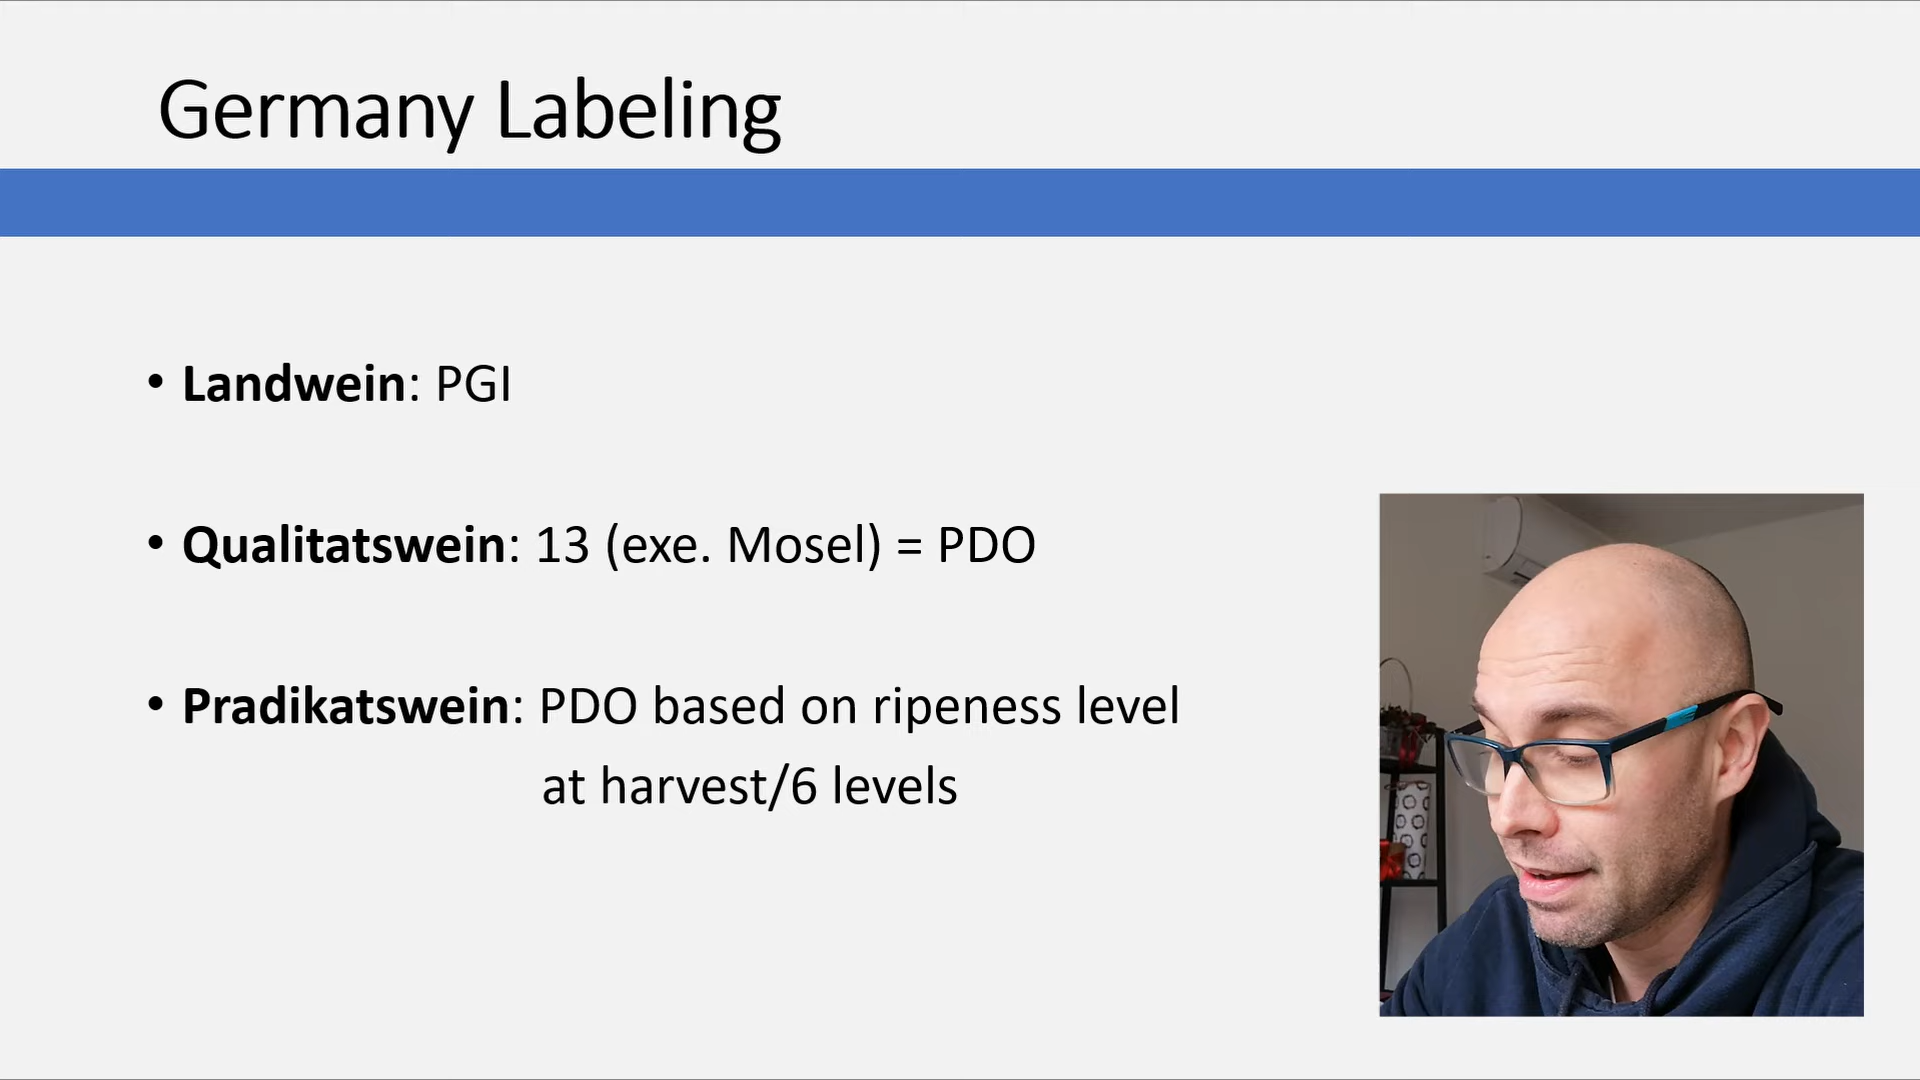 Germany Labeling
• Landwein: PGI
• Qualitatswein: 13 (exe. Mosel) = PDO
• Pradikatswein: PDO based on ripeness level
at harvest/6 levels